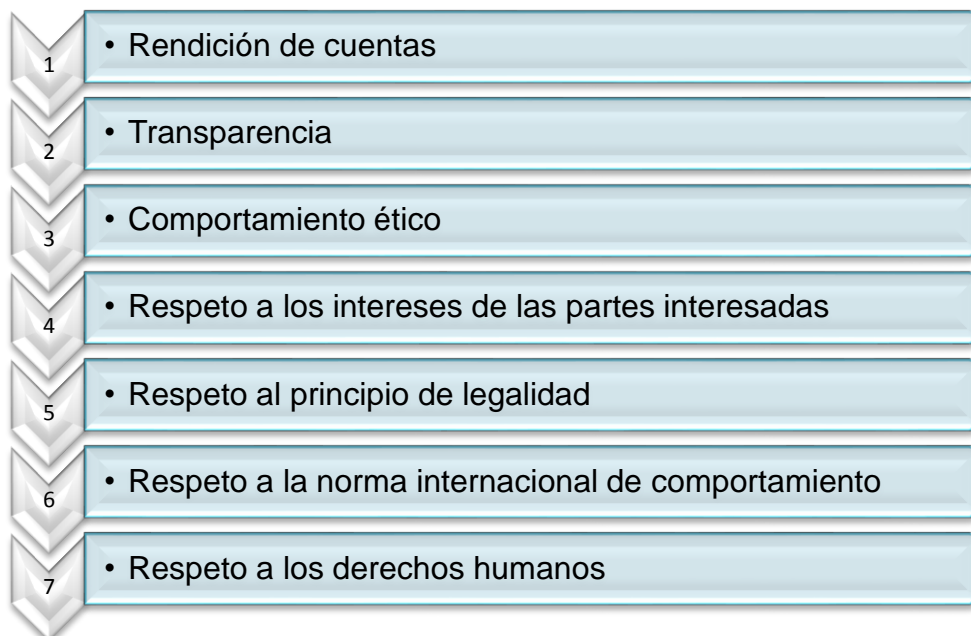 1 • Rendición de cuentas
2 • Transparencia
3 • Comportamiento ético
4 • Respeto a los intereses de las partes interesadas
5 • Respeto al principio de legalidad
6 • Respeto a la norma internacional de comportamiento
7 • Respeto a los derechos humanos